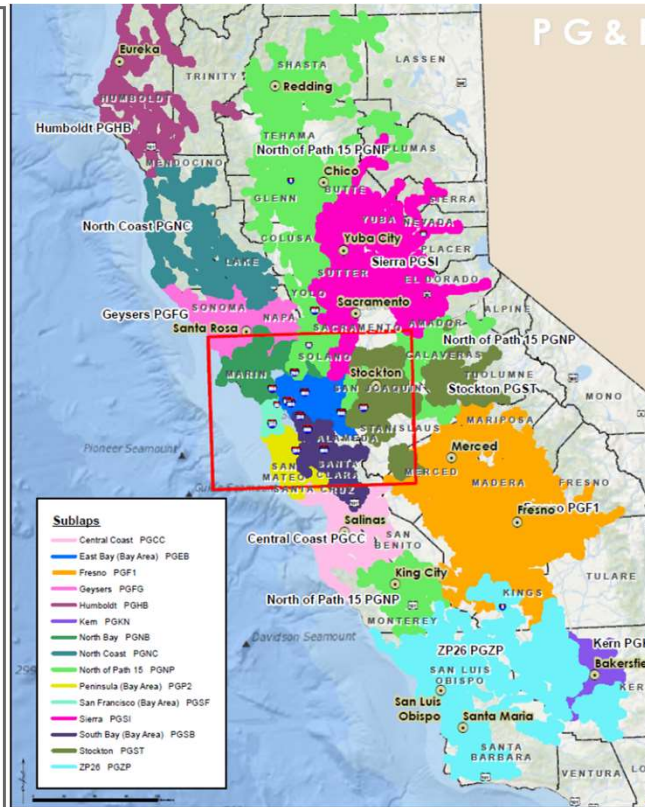 PG&E
Eureka
TRINITY
SHASTA
LASSEN
Redding
HUMBOLDT
Humboldt PGHB
TEHAMA
North of Path 15 PGNP
PLUMAS
MENDOCINO
Chico
BUTTE
GLENN
SIERRA
North Coast PGNC
YUBA
NEVADA
LAKE
COLUSA
Yuba City
PLACER
SUTTER
Sierra PGSI
EL DORADO
YOLO
SONOMA
NAPA
Sacramento
Geysers PGFG
ALPINE
Santa Rosa
SACRAMENTO
AMADOR
North of Path 15 PGNP
SOLANO
CALAVERAS
MARIN
Stockton
TUOLUMNE
SAN JOAQUIN
Stockton PGST
MONO
ALAMEDA
STANISLAUS
MARIPOSA
Pioneer Seamount
Merced
SAN MATEO
SANTA CLARA
MERCED
MADERA
FRESNO
SANTA CRUZ
Fresno
PGF1
Salinas
Central Coast PGCC
SAN BENITO
TULARE
King City
KINGS
North of Path 15 PGNP
MONTEREY
Davidson Seamount
ZP26 PGZP
Kern
SAN LUIS OBISPO
San Luis Obispo
Santa Maria
SANTA BARBARA
VENTURA
Sublaps
Central Coast PGCC
East Bay (Bay Area) PGEB
Fresno PGF1
Geysers PGFG
Humboldt PGHB
Kern PGKN
North Bay PGNB
North Coast PGNC
North of Path 15 PGNP
Peninsula (Bay Area) PGP2
San Francisco (Bay Area) PGSF
Sierra PGSI
South Bay (Bay Area) PGSB
Stockton PGST
ZP26 PGZP